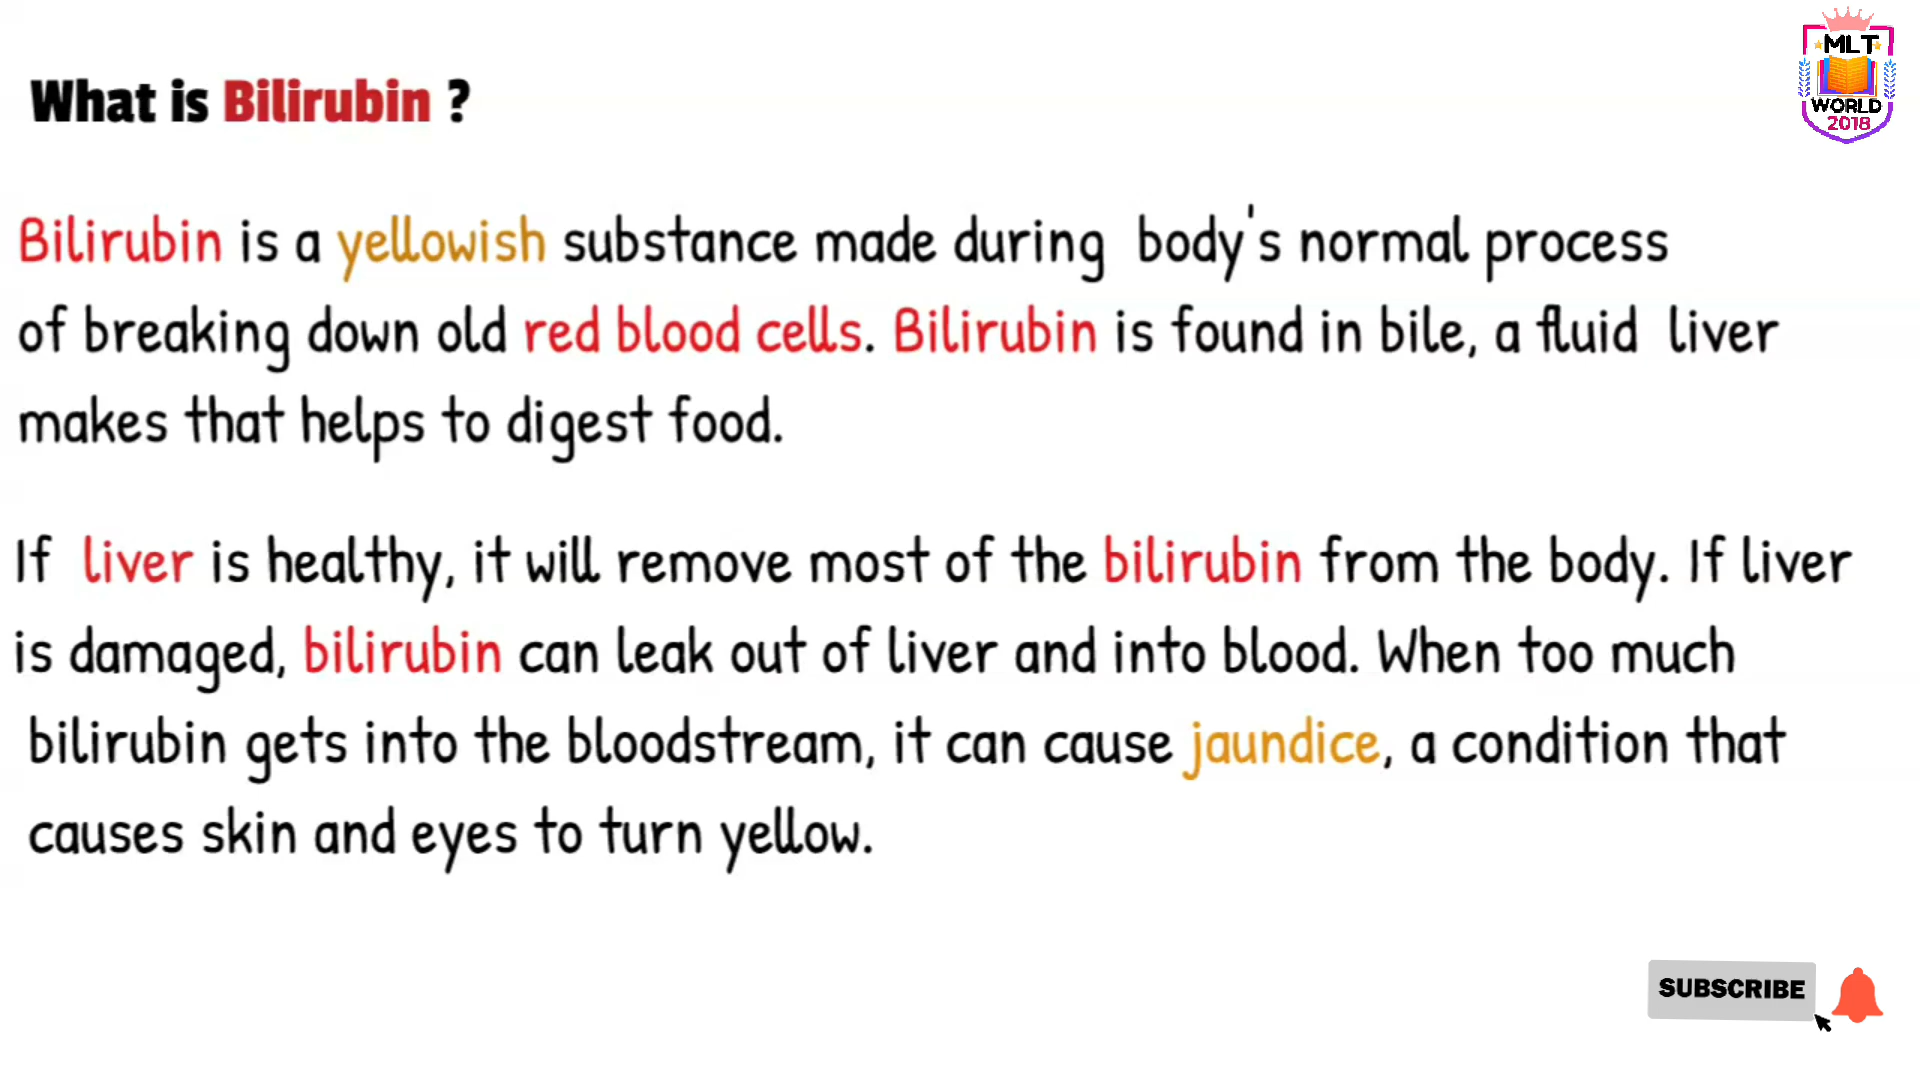 What is Bilirubin ?
MLT
WORLD
2018
Bilirubin is a yellowish substance made during body's normal process
of breaking down old red blood cells. Bilirubin is found in bile, a fluid liver
makes that helps to digest food.
If liver is healthy, it will remove most of the bilirubin from the body. If liver
is damaged, bilirubin can leak out of liver and into blood. When too much
bilirubin gets into the bloodstream, it can cause jaundice, a condition that
causes skin and eyes to turn yellow.
SUBSCRIBE